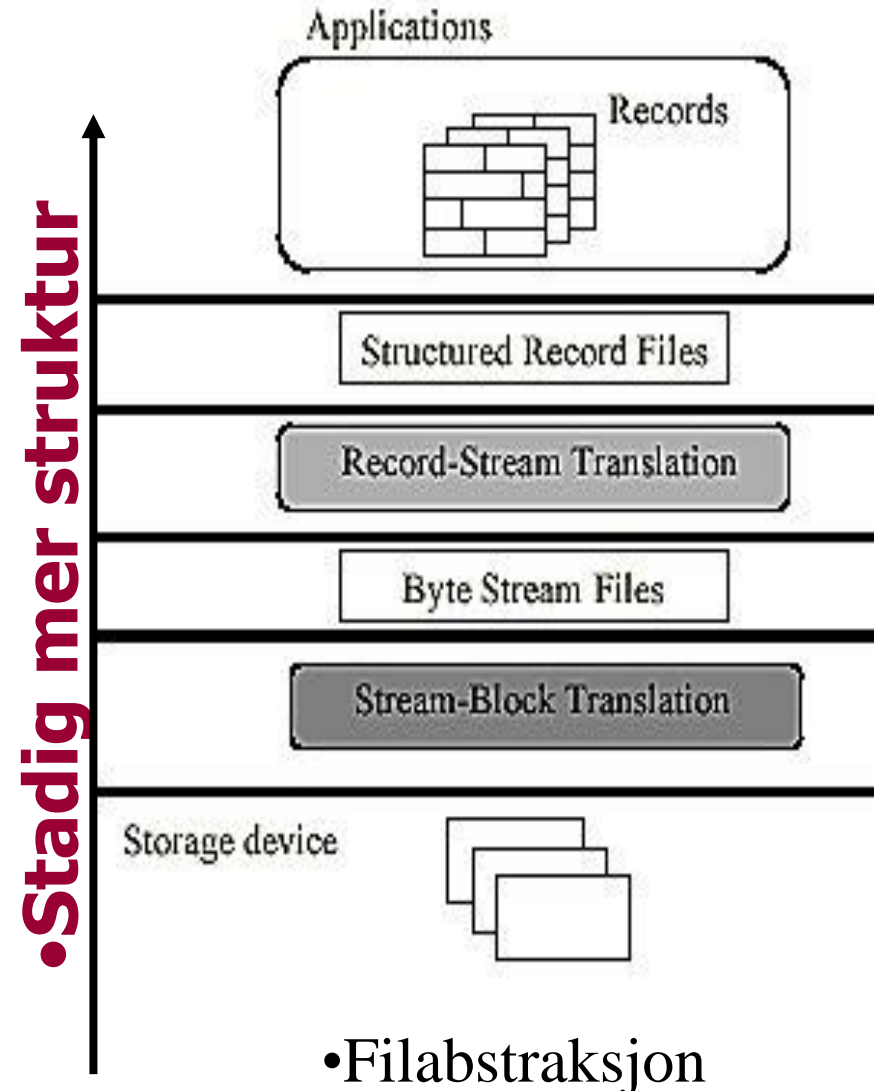 Applications
Records
Structured Record Files
Record-Stream Translation
Byte Stream Files
Stream-Block Translation
Storage device
•Stadig mer struktur
•Filabstraksjon